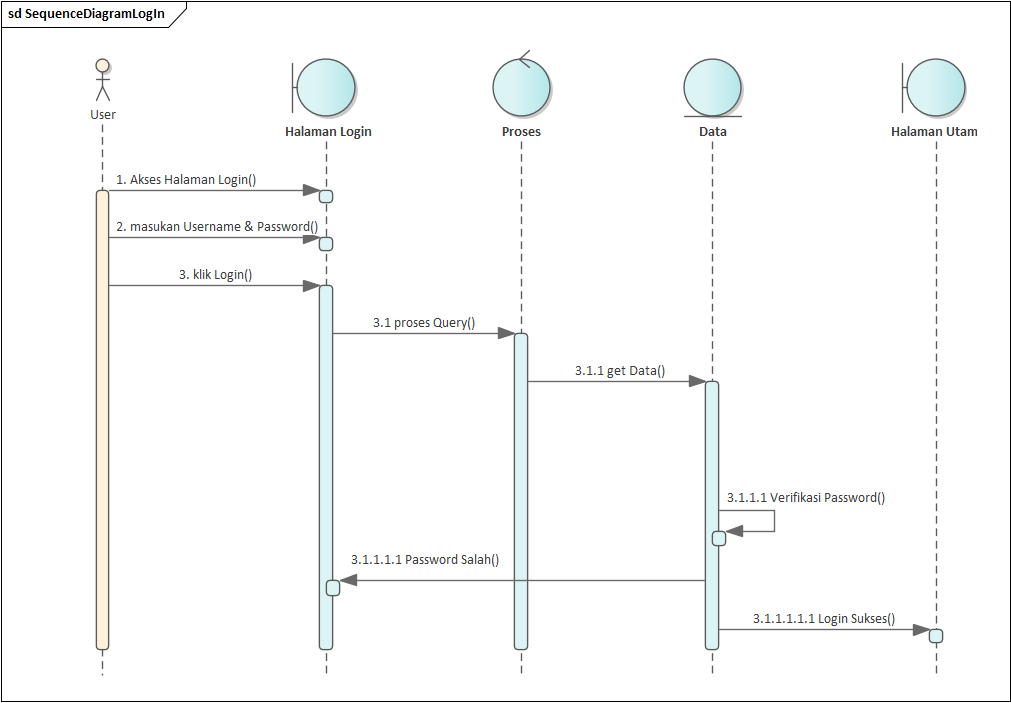 sd SequenceDiagramLogIn
User
Halaman Login
Proses
Data
Halaman Utam
1. Akses Halaman Login()
2. masukan Username & Password()
3. klik Login()
3.1 proses Query()
3.1.1 get Data()
3.1.1.1 Verifikasi Password()
3.1.1.1.1 Password Salah()
3.1.1.1.1.1 Login Sukses()